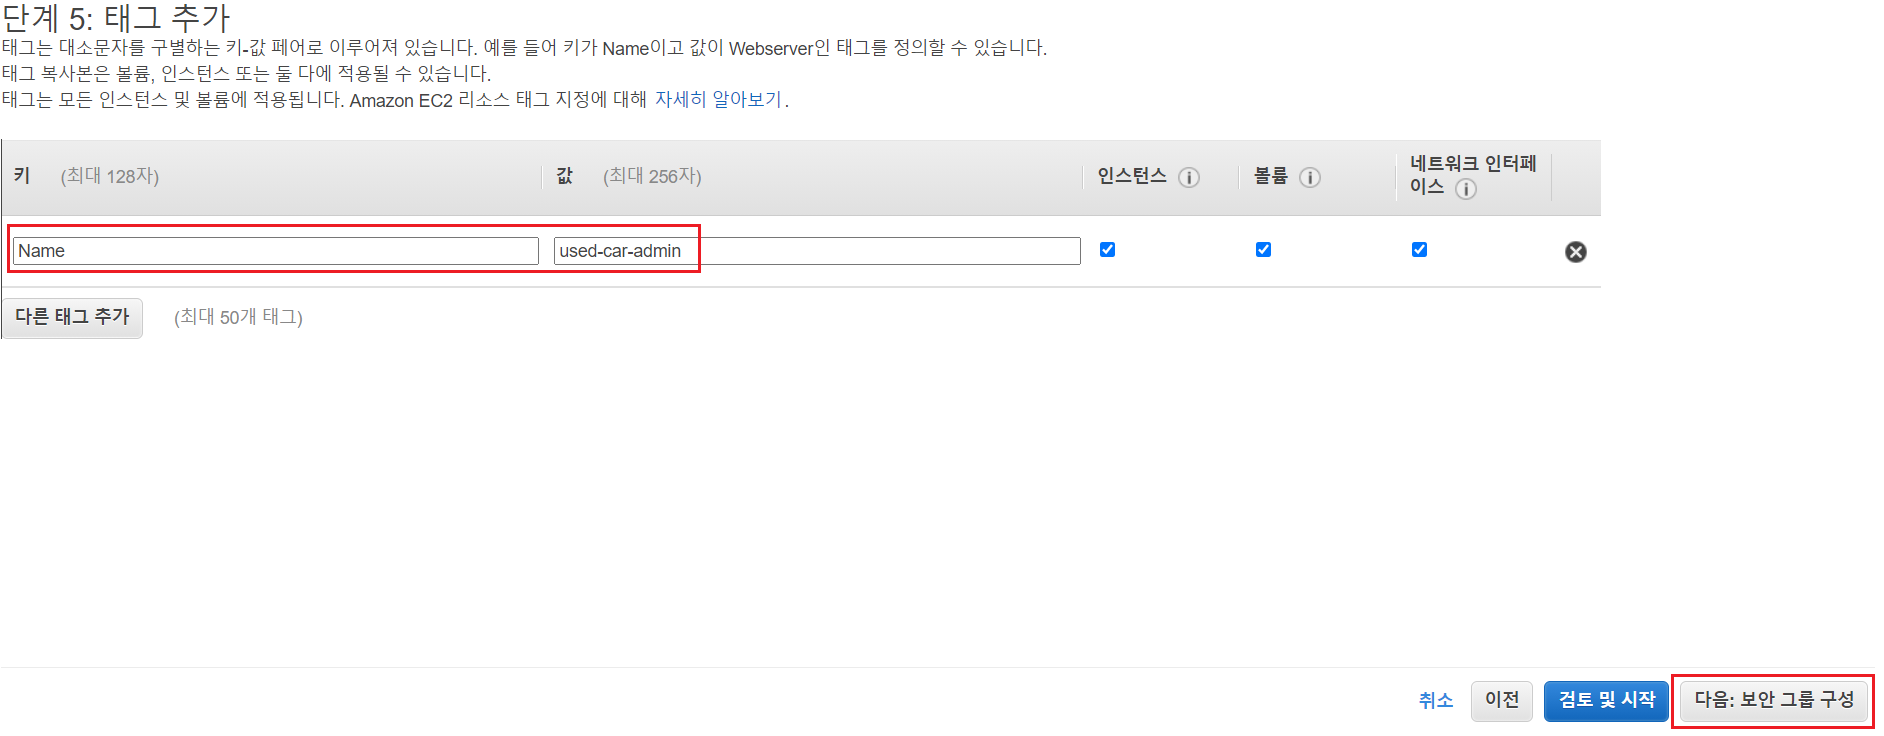 단계 5: 태그 추가
태그는 대소문자를 구별하는 키-값 페어로 이루어져 있습니다. 예를 들어 키가 Name이고 값이 Webserver인 태그를 정의할 수 있습니다.
태그 복사본은 볼륨, 인스턴스 또는 둘 다에 적용될 수 있습니다.
태그는 모든 인스턴스 및 볼륨에 적용됩니다. Amazon EC2 리소스 태그 지정에 대해 자세히 알아보기.
키 (최대 128자) 값 (최대 256자) 인스턴스 볼륨 네트워크 인터페
이스
Name used-car-admin
다른 태그 추가 (최대 50개 태그)
취소 이전 검토 및 시작 다음: 보안 그룹 구성